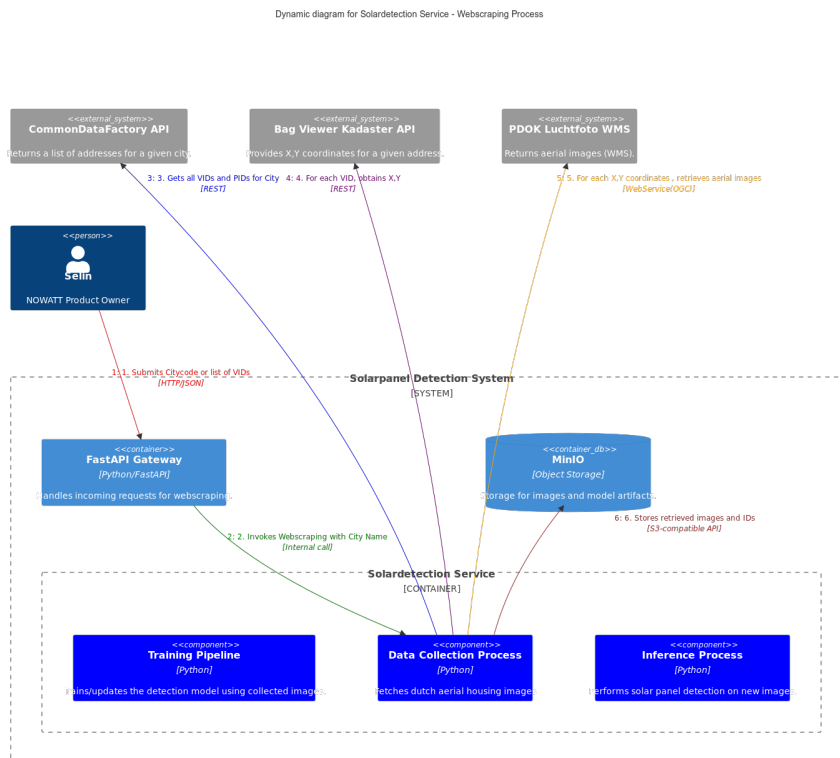 Dynamic diagram for Solardetection Service - Webscraping Process
<<external_system>>
CommonDataFactory API
Returns a list of addresses for a given city.
<<external_system>>
Bag Viewer Kadaster API
Provides X,Y coordinates for a given address.
<<external_system>>
PDOK Luchtfoto WMS
Returns aerial images (WMS).
3: 3. Gets all VIDs and PIDs for City
[REST]
4: 4. For each VID, obtains X,Y
[REST]
5: 5. For each X,Y coordinates , retrieves aerial images
[WebService(OGC)]
<<person>>
Selin
NOWATT Product Owner
1: 1. Submits Citycode or list of VIDs
[HTTP/JSON]
Solarpanel Detection System
[SYSTEM]
<<container>>
FastAPI Gateway
[Python/FastAPI]
Handles incoming requests for webscraping.
<<container_db>>
MinIO
[Object Storage]
Storage for images and model artifacts.
6: 6. Stores retrieved images and IDs
[S3-compatible API]
2: 2. Invokes Webscraping with City Name
[Internal call]
Solardetection Service
[CONTAINER]
<<component>>
Training Pipeline
[Python]
Trains/updates the detection model using collected images.
<<component>>
Data Collection Process
[Python]
Fetches dutch aerial housing images
<<component>>
Inference Process
[Python]
Performs solar panel detection on new images.